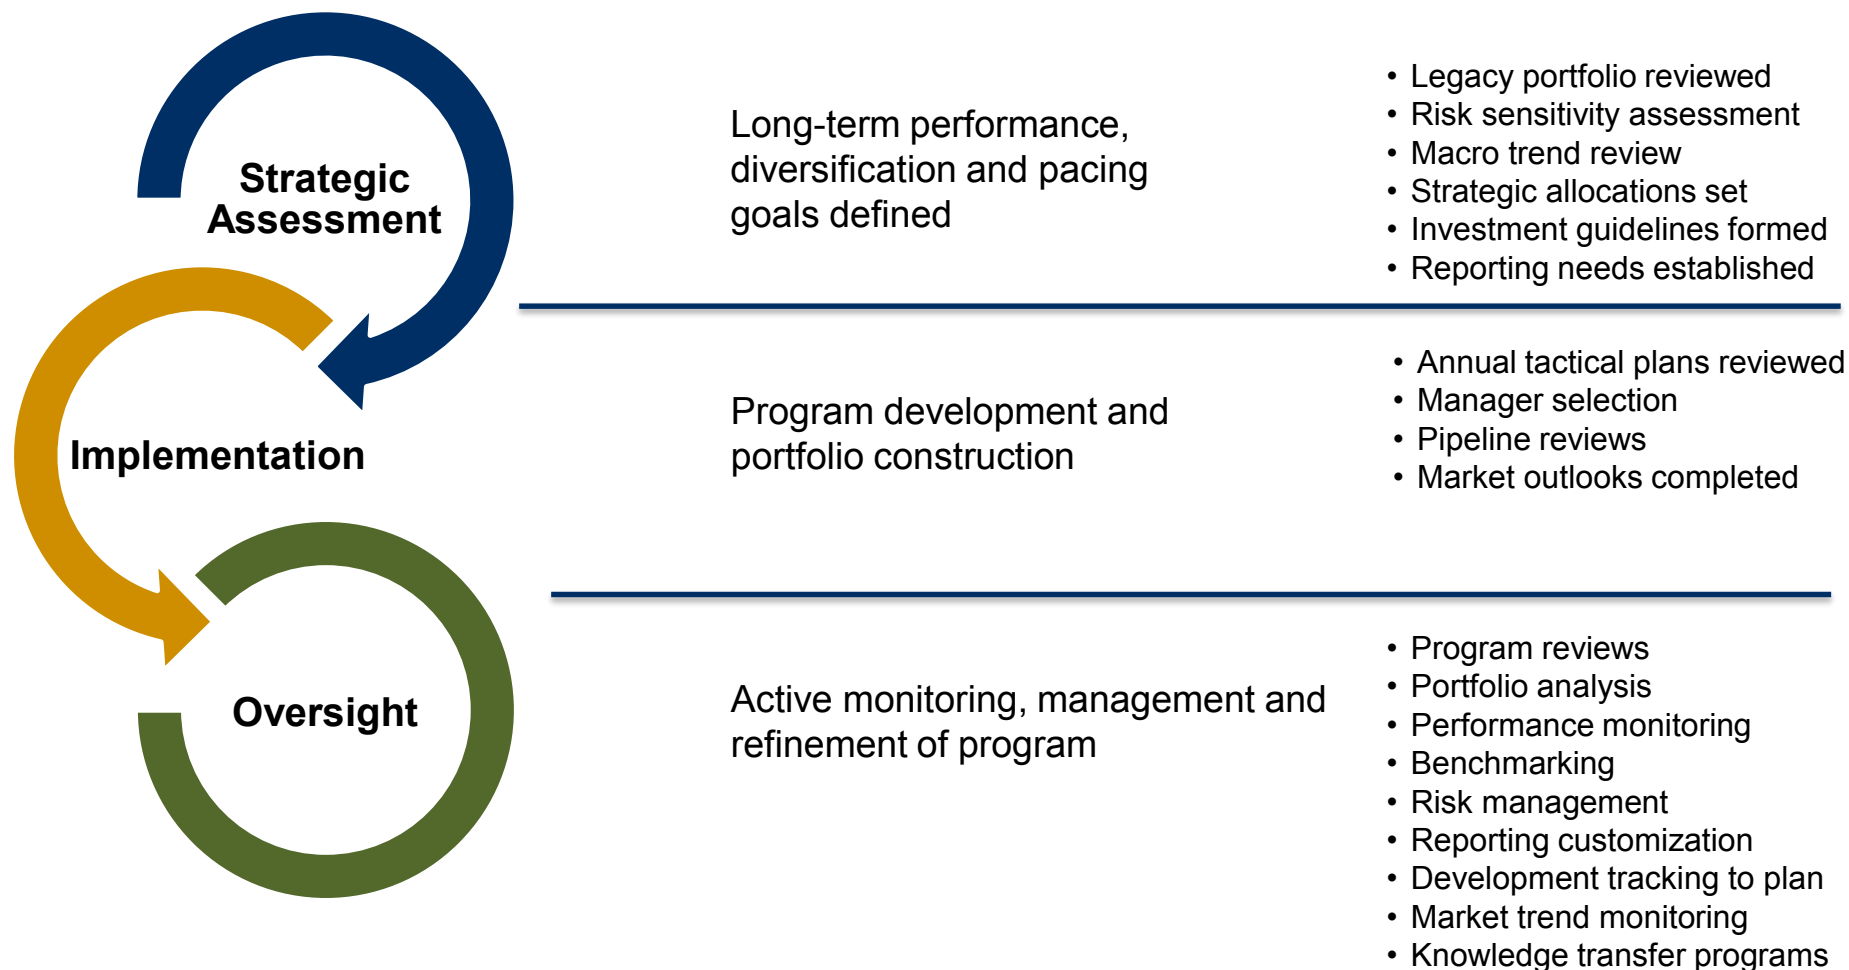 Strategic
Assessment
Long-term performance,
diversification and pacing
goals defined
• Legacy portfolio reviewed
• Risk sensitivity assessment
• Macro trend review
• Strategic allocations set
• Investment guidelines formed
• Reporting needs established
Implementation
Program development and
portfolio construction
• Annual tactical plans reviewed
• Manager selection
• Pipeline reviews
• Market outlooks completed
Oversight
Active monitoring, management and
refinement of program
• Program reviews
• Portfolio analysis
• Performance monitoring
• Benchmarking
• Risk management
• Reporting customization
• Development tracking to plan
• Market trend monitoring
• Knowledge transfer programs